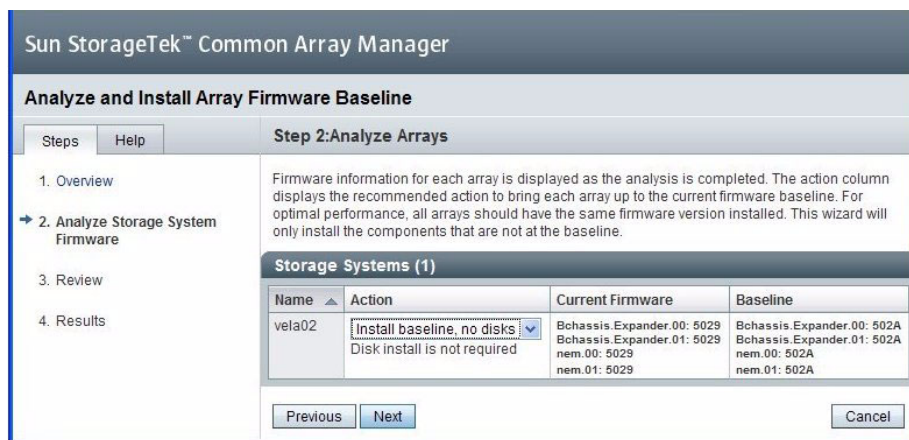 Sun StorageTek™ Common Array Manager
Analyze and Install Array Firmware Baseline
Steps
Help
1. Overview
2. Analyze Storage System
Firmware
3. Review
4. Results
Step 2:Analyze Arrays
Firmware information for each array is displayed as the analysis is completed. The action column
displays the recommended action to bring each array up to the current firmware baseline. For
optimal performance, all arrays should have the same firmware version installed. This wizard will
only install the components that are not at the baseline.
Storage Systems (1)
Name Action Current Firmware Baseline
vela02
Install baseline, no disks
Disk install is not required
Bchassis.Expander.00: 5029
Bchassis.Expander.01: 5029
nem.00: 5029
nem.01: 5029
Bchassis.Expander.00: 502A
Bchassis.Expander.01: 502A
nem.00: 502A
nem.01: 502A
Previous
Next
Cancel